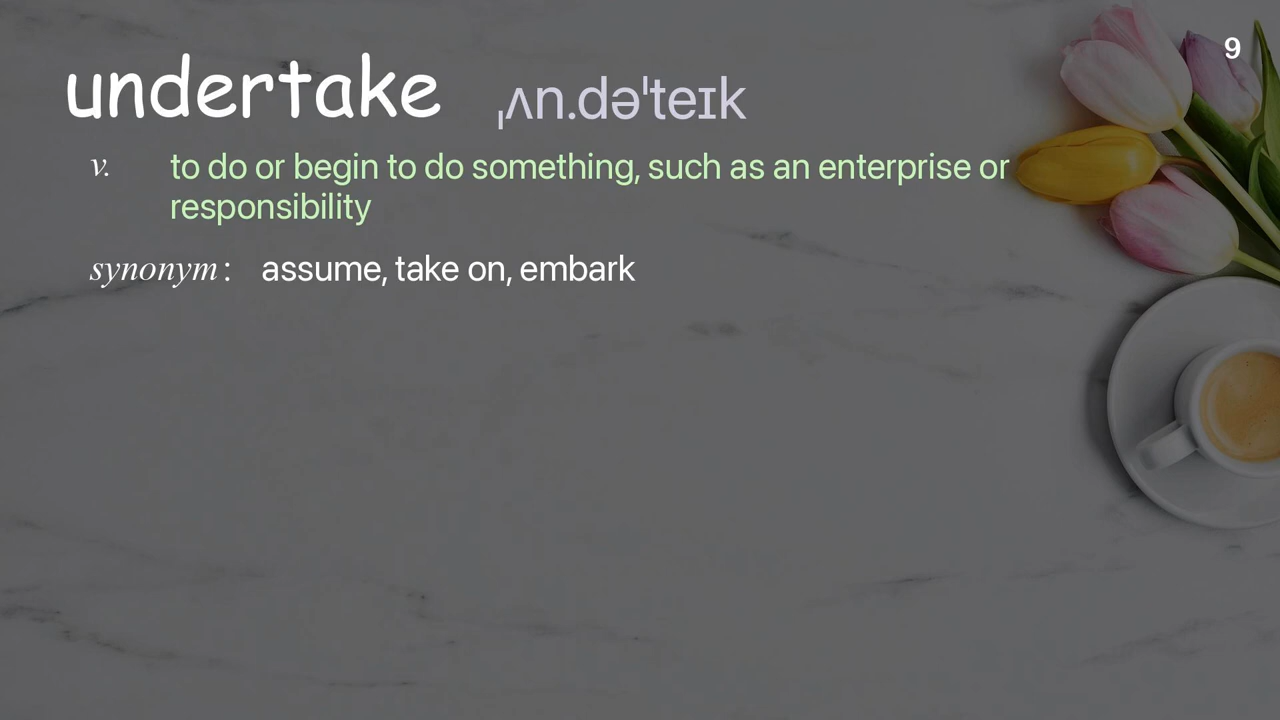 9
undertake ˌʌn.dəˈteɪk
v. to do or begin to do something, such as an enterprise or
responsibility
synonym: assume, take on, embark